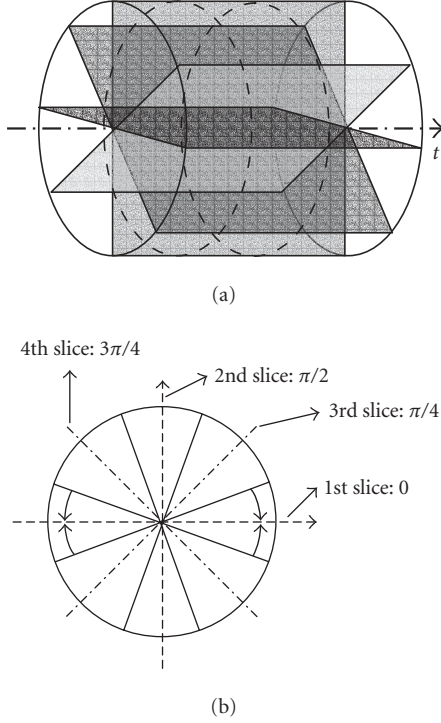 t
(a)
4th slice: 3π/4
2nd slice: π/2
3rd slice: π/4
1st slice: 0
(b)